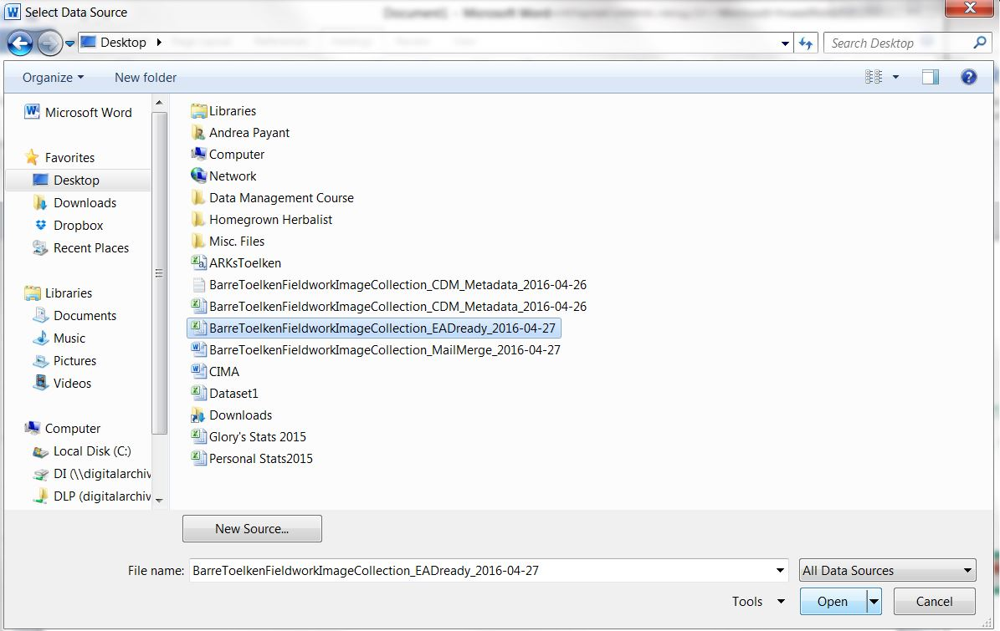 Select Data Source
Desktop
Search Desktop
Organize
New folder
Microsoft Word
Favorites
Desktop
Downloads
Dropbox
Recent Places
Libraries
Documents
Music
Pictures
Videos
Computer
Local Disk (C:)
DI (\\digitalarchiv
DLP (digitalarchiv
Libraries
Andrea Payant
Computer
Network
Data Management Course
Homegrown Herbalist
Misc. Files
ARKsToelken
BarreToelkenFieldworkImageCollection_CDM_Metadata_2016-04-26
BarreToelkenFieldworkImageCollection_CDM_Metadata_2016-04-26
BarreToelkenFieldworkImageCollection_EADready_2016-04-27
BarreToelkenFieldworkImageCollection_MailMerge_2016-04-27
CIMA
Dataset1
Downloads
Glory's Stats 2015
Personal Stats2015
New Source...
File name: BarreToelkenFieldworkImageCollection_EADready_2016-04-27
All Data Sources
Tools
Open
Cancel